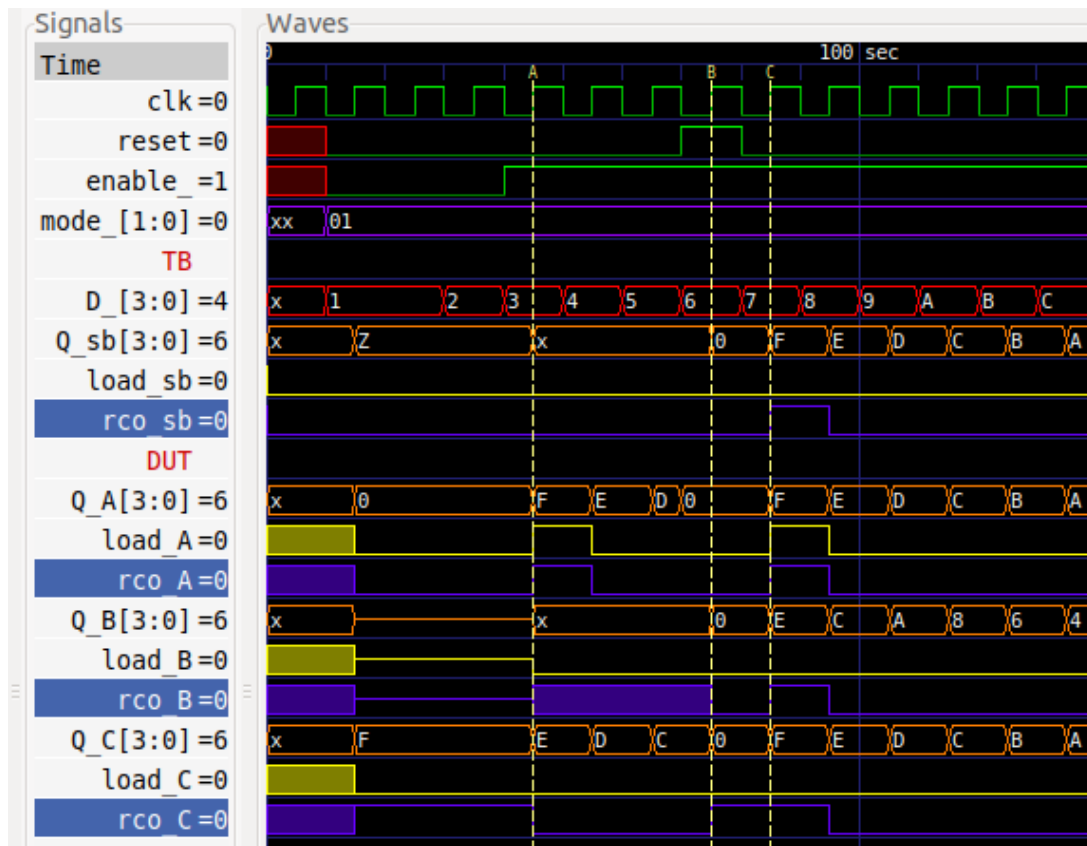 Signals Waves
Time 0 100 sec
A B C
clk=0
reset=0
enable_=1
mode_[1:0]=0 xx 01
TB
D_[3:0]=4 x 1 2 3 4 5 6 7 8 9 A B C
Q_sb[3:0]=6 x Z x 0 F E D C B A
load_sb=0
rco_sb=0
DUT
Q_A[3:0]=6 x 0 F E D 0 F E D C B A
load_A=0
rco_A=0
Q_B[3:0]=6 x x 0 E C A 8 6 4
load_B=0
rco_B=0
Q_C[3:0]=6 x F E D C 0 F E D C B A
load_C=0
rco_C=0